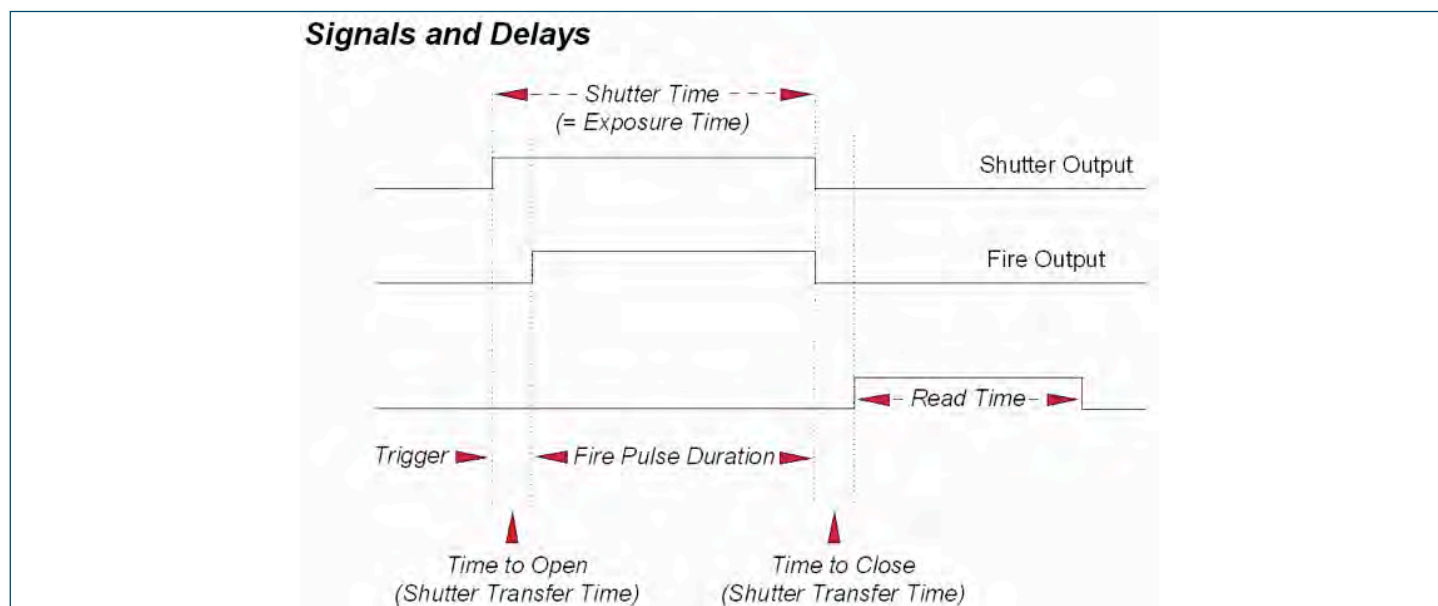 Signals and Delays
Shutter Time
(= Exposure Time)
Shutter Output
Fire Output
Read Time
Trigger
Fire Pulse Duration
Time to Open
(Shutter Transfer Time)
Time to Close
(Shutter Transfer Time)